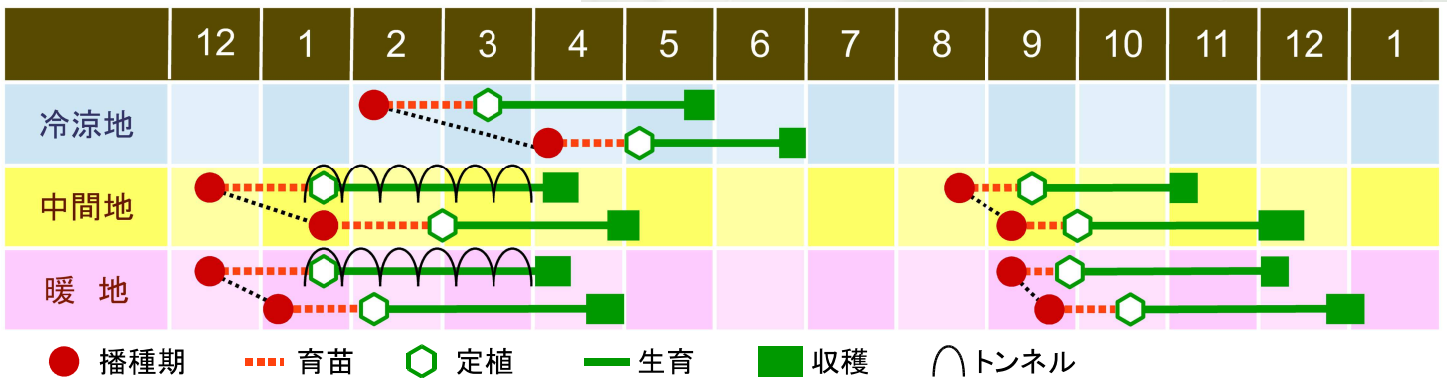 12 1 2 3 4 5 6 7 8 9 10 11 12 1
冷涼地
中間地
暖 地
播種期 育苗 定植 生育 収穫 トンネル